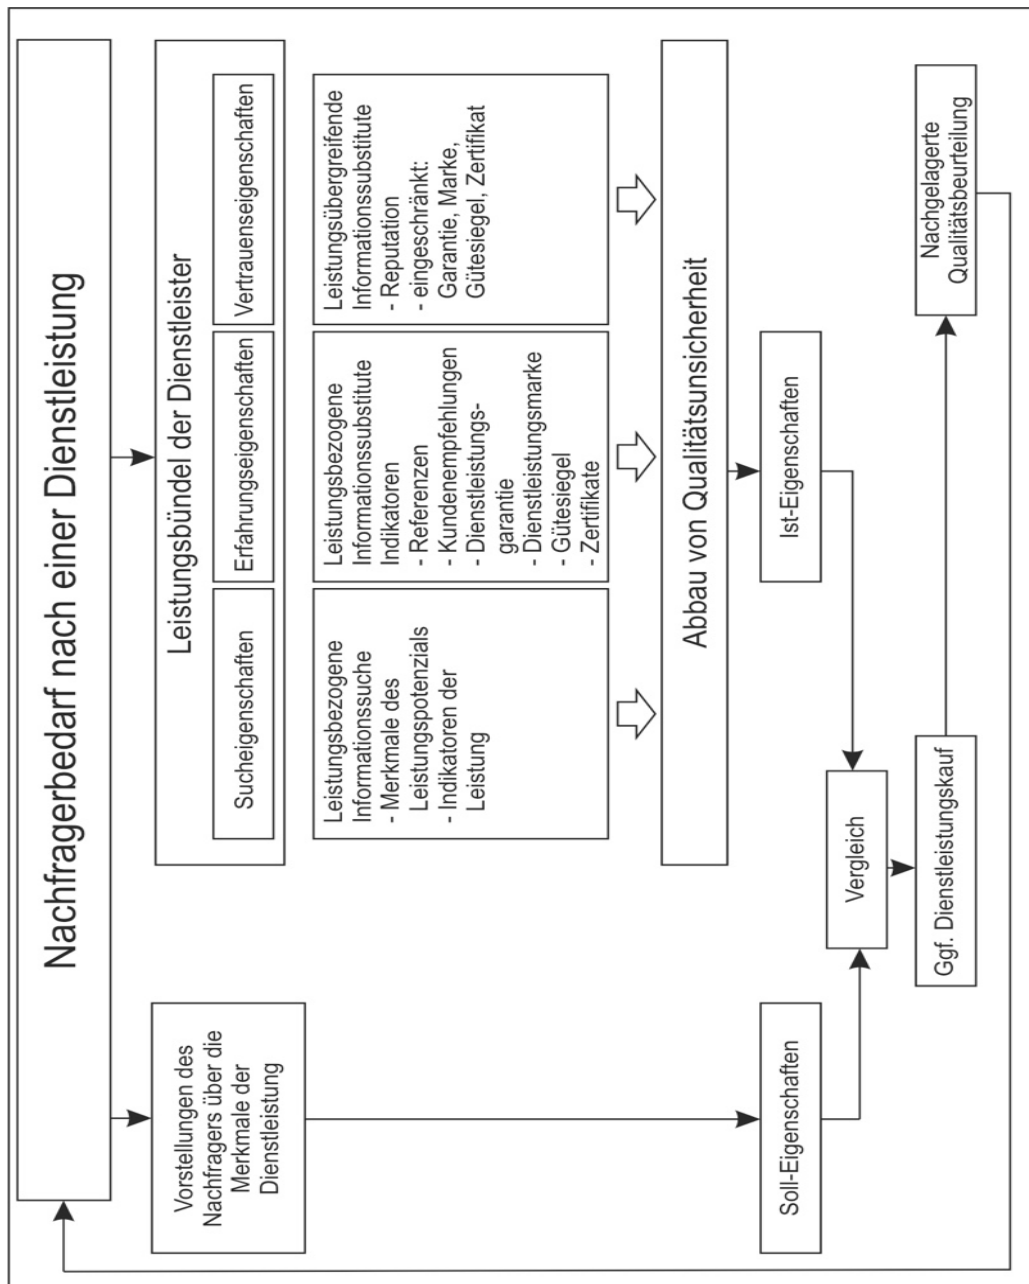 Nachfragerbedarf nach einer Dienstleistung
Vorstellungen des
Nachfragers über die
Merkmale der
Dienstleistung
Leistungsbündel der Dienstleister
Sucheigenschaften
Erfahrungseigenschaften
Vertrauenseigenschaften
Leistungsbezogene
Informationssuche
- Merkmale des
Leistungspotenzials
- Indikatoren der
Leistung
Leistungsbezogene
Informationssubstitute
Indikatoren
- Referenzen
- Kundenempfehlungen
- Dienstleistungs-
garantie
- Dienstleistungsmarke
- Gütesiegel
- Zertifikate
Leistungsübergreifende
Informationssubstitute
- Reputation
- eingeschränkt:
Garantie, Marke,
Gütesiegel, Zertifikat
Abbau von Qualitätsunsicherheit
Soll-Eigenschaften
Ist-Eigenschaften
Vergleich
Ggf. Dienstleistungskauf
Nachgelagerte
Qualitätsbeurteilung